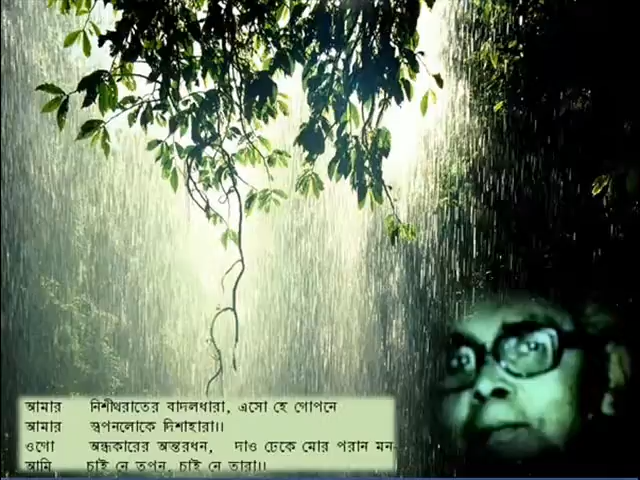 আমার নিশীথরাতের বাদলধারা, এসো হে গোপনে
আমার স্বপনলোকে দিশাহারা।।
ওগো অন্ধকারের অন্তরধন, দাও ঢেকে মোর পরান মন-
আমি চাই নে তপন, চাই নে তারা।।